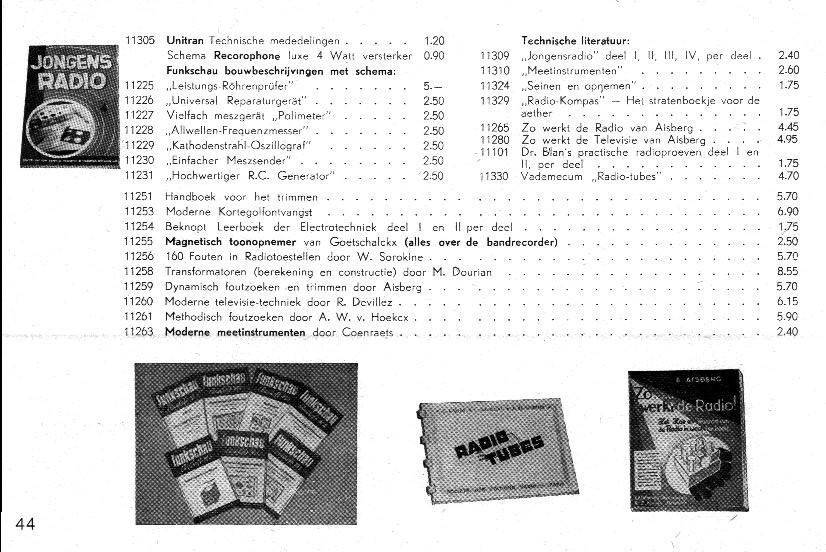 JONGENS
RADIO
11305 Unitran Technische mededelingen . . . . . 1.20
Schema Recorophone luxe 4 Watt versterker 0.90
Funkschau bouwbeschrijvingen met schema:
11225 „Leistungs-Röhrenprüfer” . . . . . . . 5.—
11226 „Universal Reparaturgerät” . . . . . . 2.50
11227 Vielfach meszgerät „Polimeter” . . . . . 2.50
11228 „Allwellen-Frequenzmesser” . . . . . . 2.50
11229 „Kathodenstrahl-Oszillograf” . . . . . . 2.50
11230 „Einfacher Meszsender” . . . . . . . 2.50
11231 „Hochwertiger R.C. Generator” . . . . . 2.50
Technische literatuur:
11309 „Jongensradio” deel I, II, III, IV, per deel . 2.40
11310 „Meetinstrumenten” . . . . . . . . . 2.60
11324 „Seinen en opnemen” . . . . . . . . 1.75
11329 „Radio-Kompas” — Het stratenboekje voor de
aether . . . . . . . . . . . . . 1.75
11265 Zo werkt de Radio van Aisberg . . . . . 4.45
11280 Zo werkt de Televisie van Aisberg . . . . 4.95
11101 Dr. Blan's practische radioproeven deel I en
II, per deel . . . . . . . . . . . 1.75
11330 Vademecum „Radio-tubes” . . . . . . . 4.70
11251 Handboek voor het trimmen . . . . . . . . . . 5.70
11253 Moderne Kortegolfontvangst . . . . . . . . . . 6.90
11254 Beknopt Leerboek der Electrotechniek deel I en II per deel . . . . . . . . . . 1,75
11255 Magnetisch toonopnemer van Goetschalckx (alles over de bandrecorder) . . . . . . . . . . 2.50
11256 160 Fouten in Radiotoestellen door W. Sorokine . . . . . . . . . . 5.70
11258 Transformatoren (berekening en constructie) door M. Dourian . . . . . . . . . . 8.55
11259 Dynamisch foutzoeken en trimmen door Aisberg . . . . . . . . . . 5.70
11260 Moderne televisie-techniek door R. Devillez . . . . . . . . . . 6.15
11261 Methodisch foutzoeken door A. W. v. Hoekcx . . . . . . . . . . 5.90
11263 Moderne meetinstrumenten door Coenraets . . . . . . . . . . 2.40
funkschau
funkschau
funkschau
funkschau
funkschau
funkschau
funkschau
RADIO
TUBES
E. AISBERG
Zo
werkt de Radio!
44